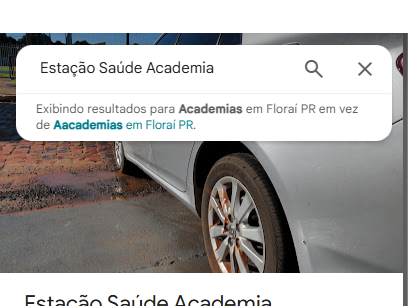 Estação Saúde Academia
Exibindo resultados para Academias em Floraí PR em vez
de Aacademias em Floraí PR.
Estação Saúde Academia